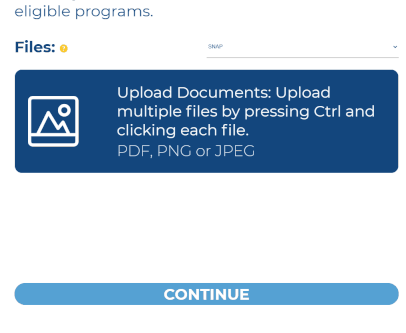 eligible programs.
Files: ?
SNAP
Upload Documents: Upload
multiple files by pressing Ctrl and
clicking each file.
PDF, PNG or JPEG
CONTINUE